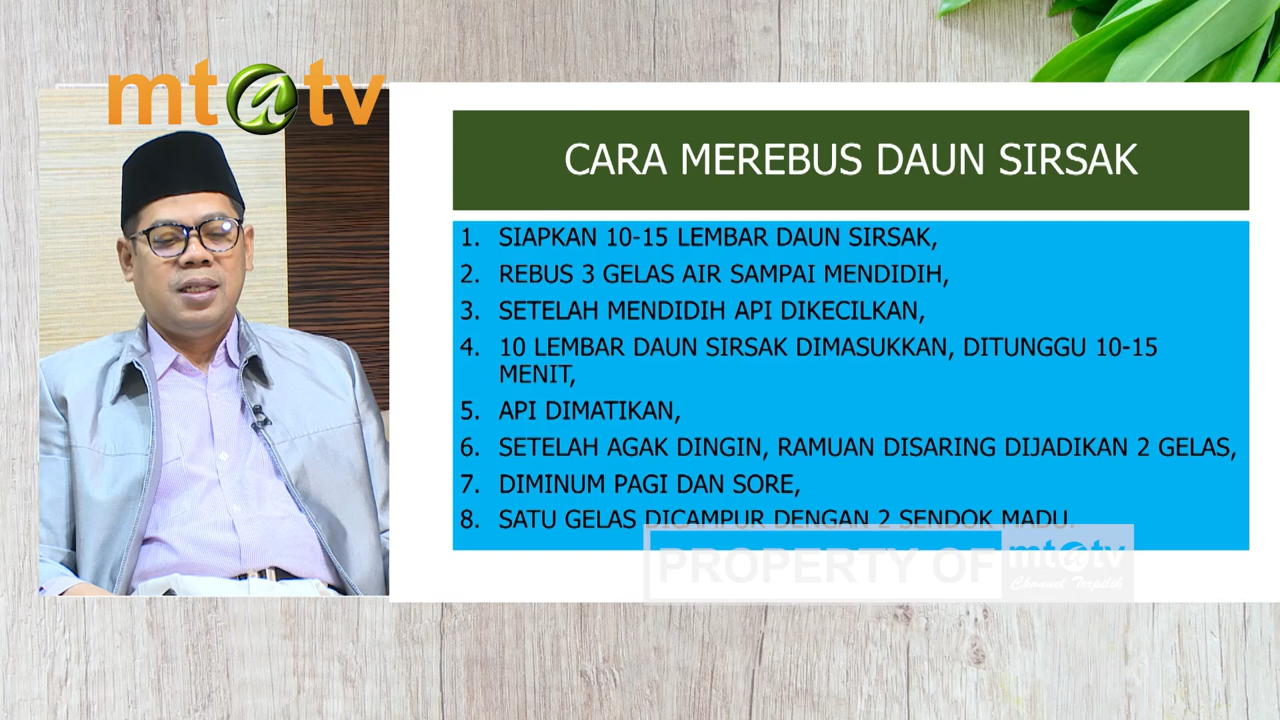 mt@tv
CARA MEREBUS DAUN SIRSAK
1. SIAPKAN 10-15 LEMBAR DAUN SIRSAK,
2. REBUS 3 GELAS AIR SAMPAI MENDIDIH,
3. SETELAH MENDIDIH API DIKECILKAN,
4. 10 LEMBAR DAUN SIRSAK DIMASUKKAN, DITUNGGU 10-15
MENIT,
5. API DIMATIKAN,
6. SETELAH AGAK DINGIN, RAMUAN DISARING DIJADIKAN 2 GELAS,
7. DIMINUM PAGI DAN SORE,
8. SATU GELAS DICAMPUR DENGAN 2 SENDOK MADU.
PROPERTY OF mt@tv
Channel Terpilih